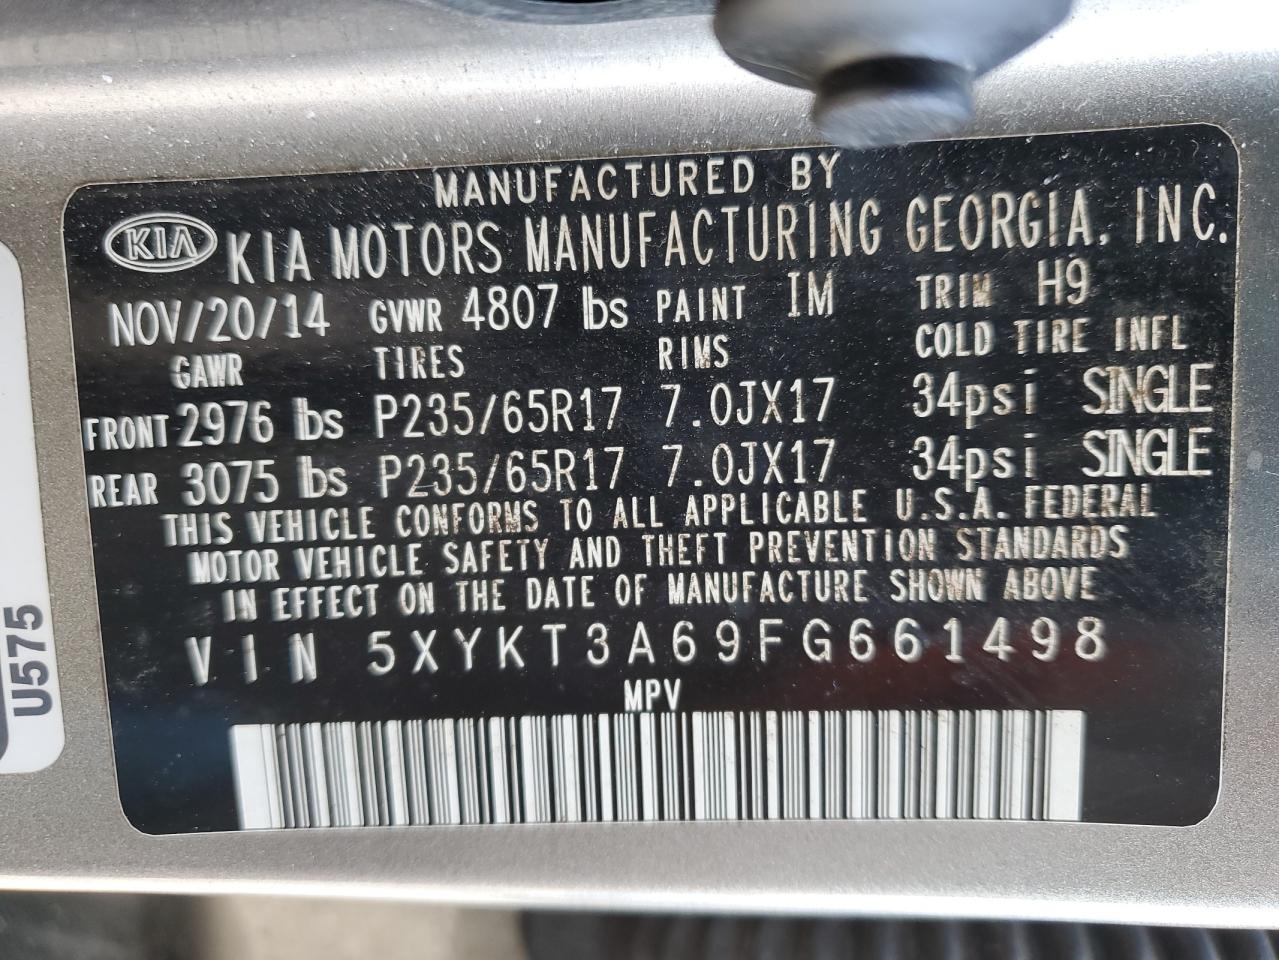 MANUFACTURED BY
KIA KIA MOTORS MANUFACTURING GEORGIA, INC.
NOV/20/14 GVWR 4807 lbs PAINT IM TRIM H9
GAWR TIRES RIMS COLD TIRE INFL
FRONT 2976 lbs P235/65R17 7.0JX17 34psi SINGLE
REAR 3075 lbs P235/65R17 7.0JX17 34psi SINGLE
THIS VEHICLE CONFORMS TO ALL APPLICABLE U.S.A. FEDERAL
MOTOR VEHICLE SAFETY AND THEFT PREVENTION STANDARDS
IN EFFECT ON THE DATE OF MANUFACTURE SHOWN ABOVE
VIN 5XYKT3A69FG661498
MPV
U575